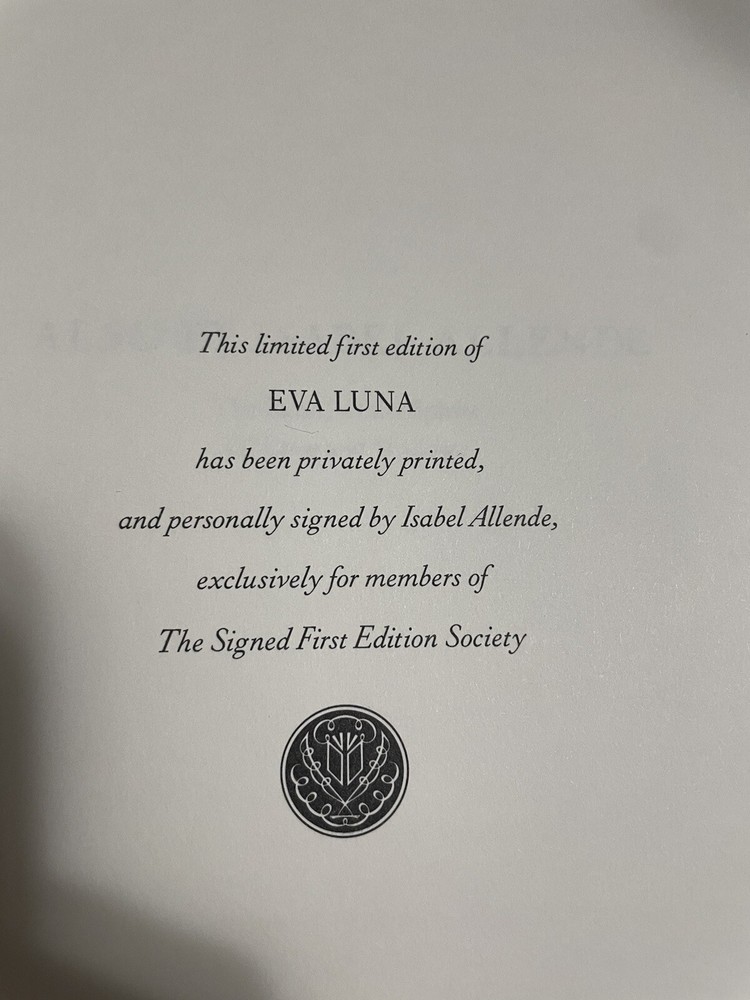 This limited first edition of
EVA LUNA
has been privately printed,
and personally signed by Isabel Allende,
exclusively for members of
The Signed First Edition Society